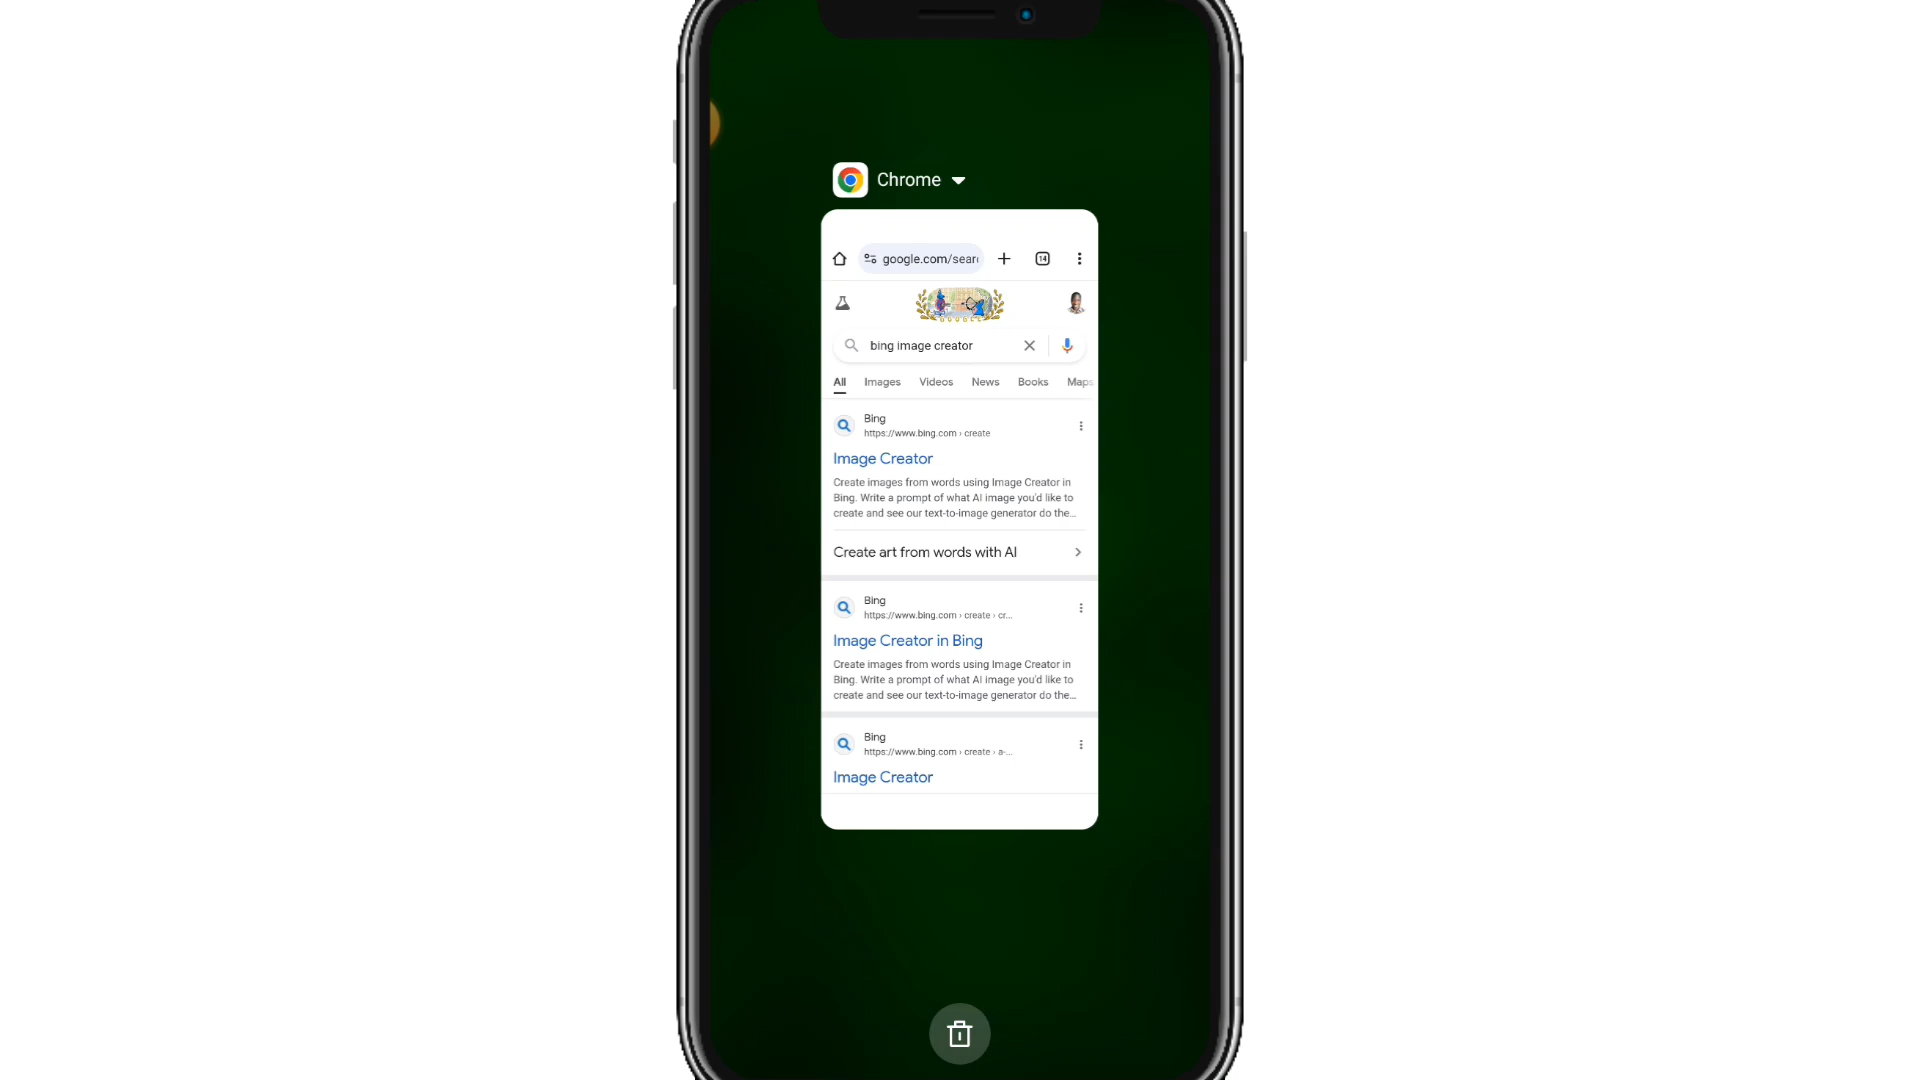 Chrome
google.com/sear
14
bing image creator
All Images Videos News Books Maps
Bing
https://www.bing.com › create
Image Creator
Create images from words using Image Creator in
Bing. Write a prompt of what AI image you'd like to
create and see our text-to-image generator do the...
Create art from words with AI
Bing
https://www.bing.com › create › cr...
Image Creator in Bing
Create images from words using Image Creator in
Bing. Write a prompt of what AI image you'd like to
create and see our text-to-image generator do the...
Bing
https://www.bing.com › create › a-...
Image Creator